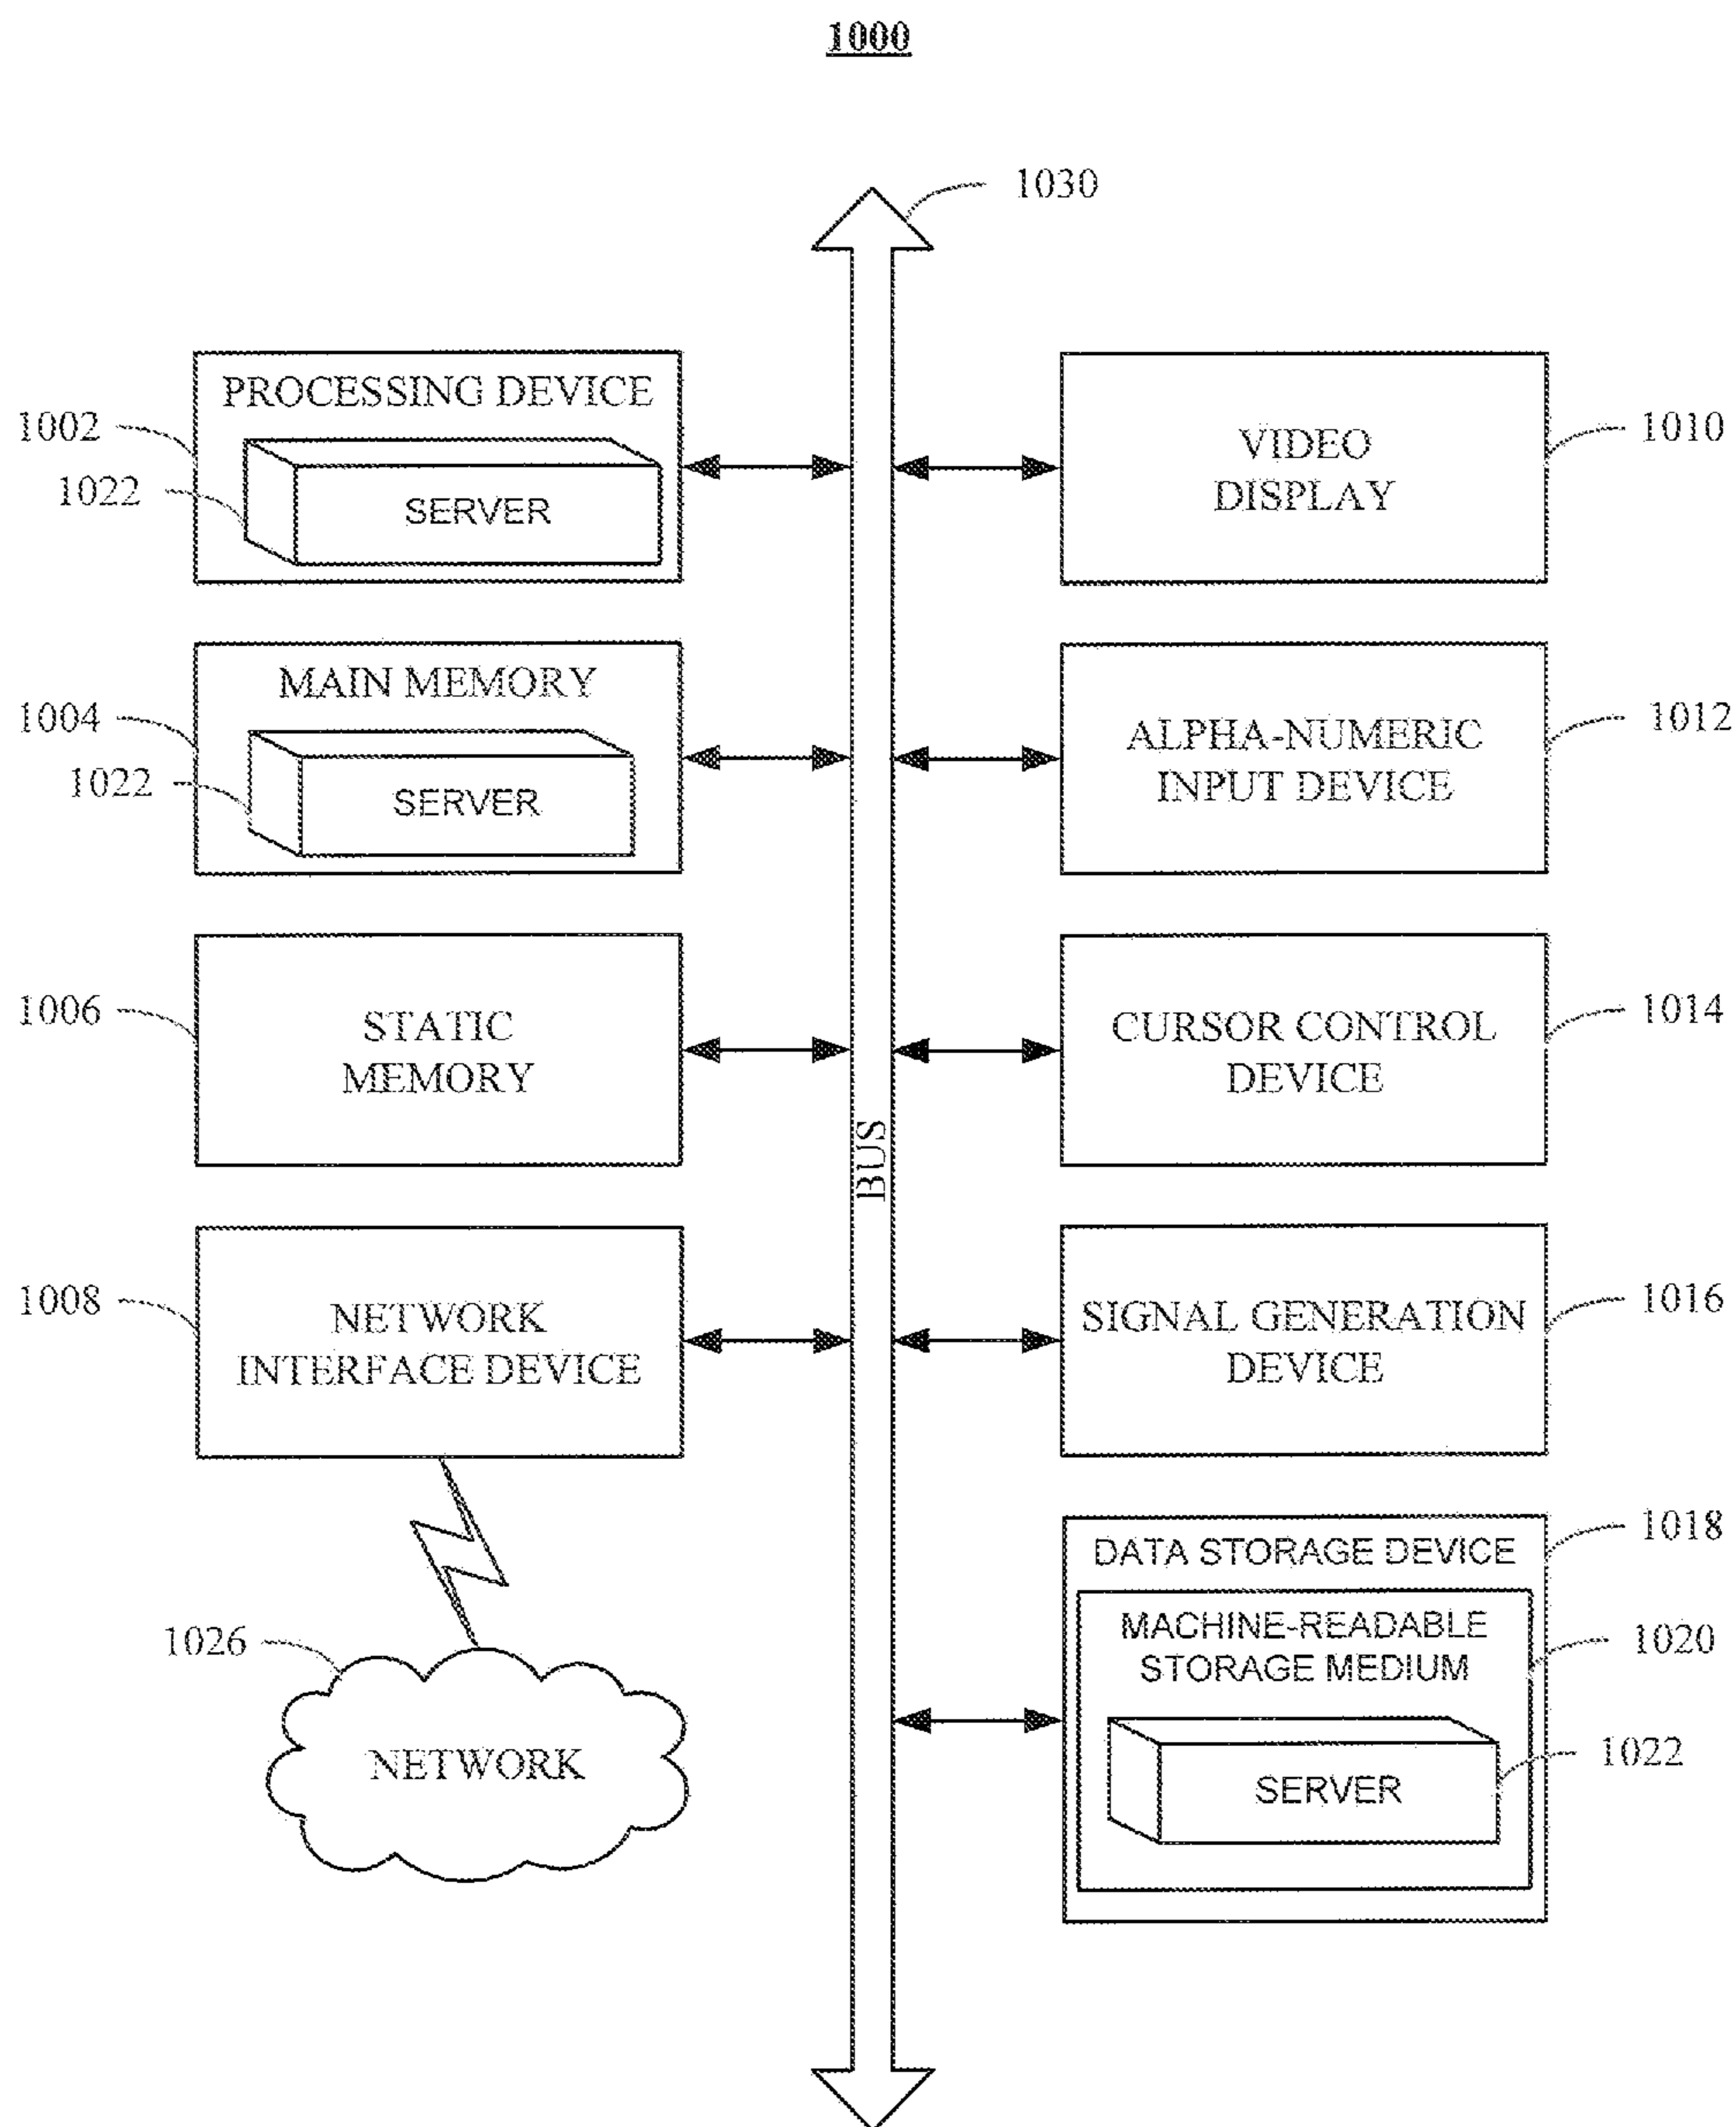 1000
1030
PROCESSING DEVICE
1002
1022
SERVER
VIDEO
DISPLAY
1010
MAIN MEMORY
1004
1022
SERVER
ALPHA-NUMERIC
INPUT DEVICE
1012
1006
STATIC
MEMORY
CURSOR CONTROL
DEVICE
1014
BUS
1008
NETWORK
INTERFACE DEVICE
SIGNAL GENERATION
DEVICE
1016
1026
NETWORK
DATA STORAGE DEVICE
1018
MACHINE-READABLE
STORAGE MEDIUM
1020
SERVER
1022